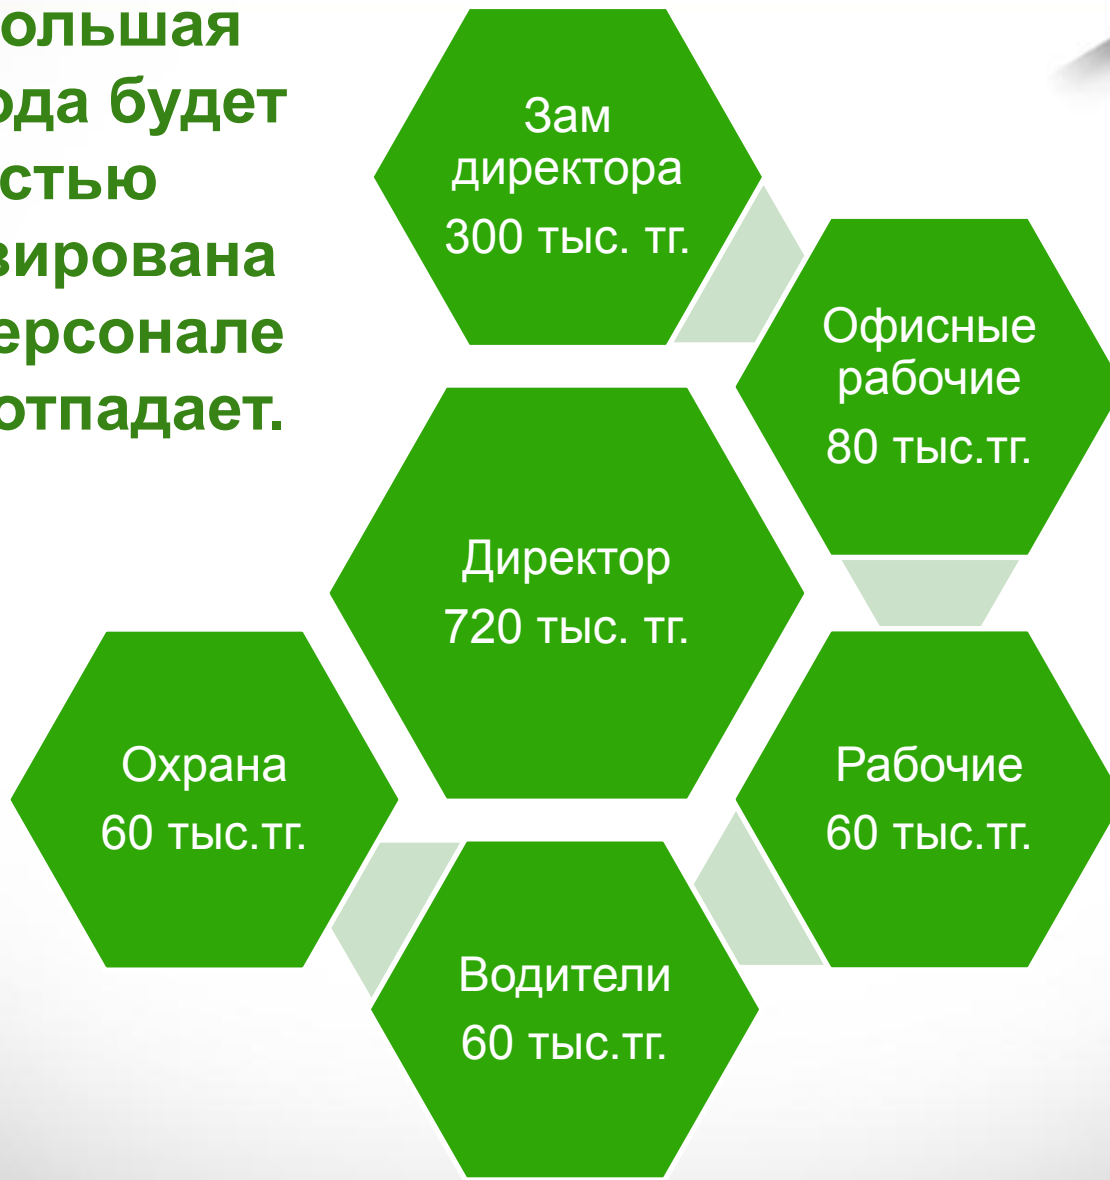 ольшая
ода будет
стью
зирована
ерсонале
отпадает.
Зам
директора
300 тыс. тг.
Офисные
рабочие
80 тыс.тг.
Директор
720 тыс. тг.
Охрана
60 тыс.тг.
Рабочие
60 тыс.тг.
Водители
60 тыс.тг.